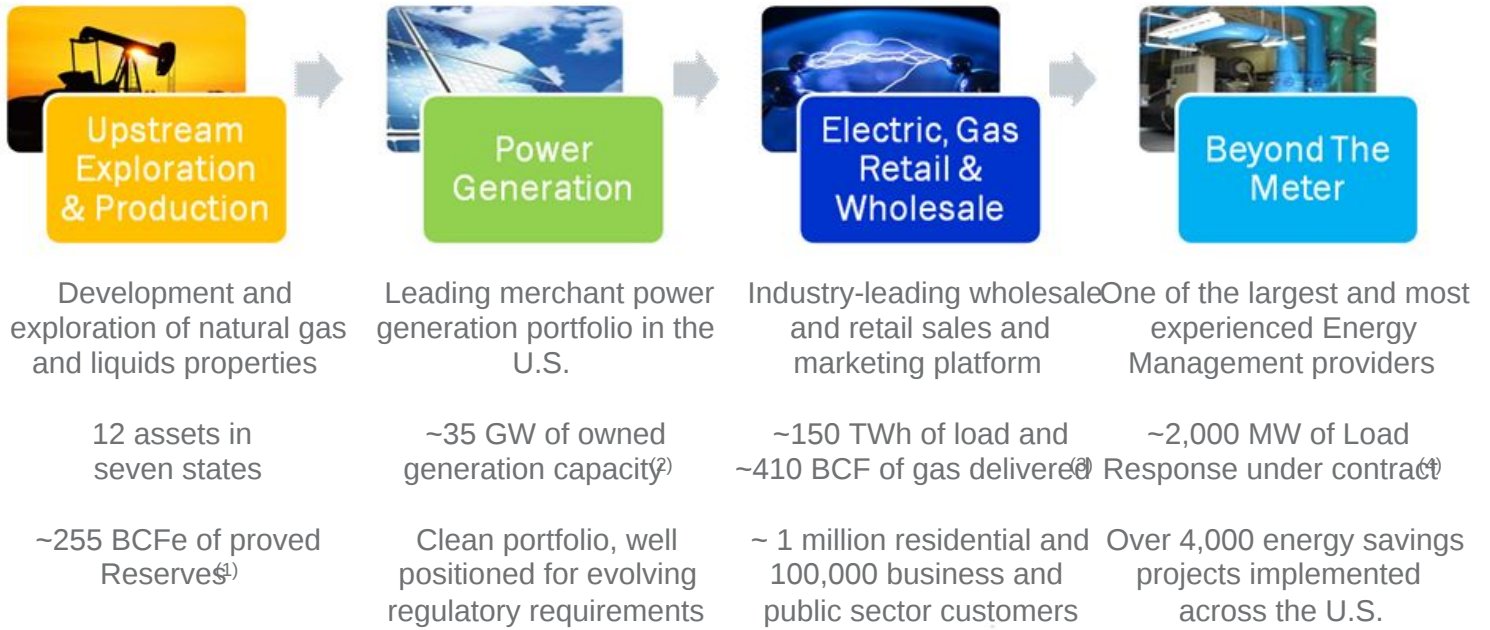 Upstream
Exploration
& Production
Power
Generation
Electric, Gas
Retail &
Wholesale
Beyond The
Meter
Development and
exploration of natural gas
and liquids properties
12 assets in
seven states
~255 BCFe of proved
Reserves(1)
Leading merchant power
generation portfolio in the
U.S.
~35 GW of owned
generation capacity(2)
Clean portfolio, well
positioned for evolving
regulatory requirements
Industry-leading wholesale
and retail sales and
marketing platform
~150 TWh of load and
~410 BCF of gas delivered(3)
~ 1 million residential and
100,000 business and
public sector customers
One of the largest and most
experienced Energy
Management providers
~2,000 MW of Load
Response under contract(4)
Over 4,000 energy savings
projects implemented
across the U.S.